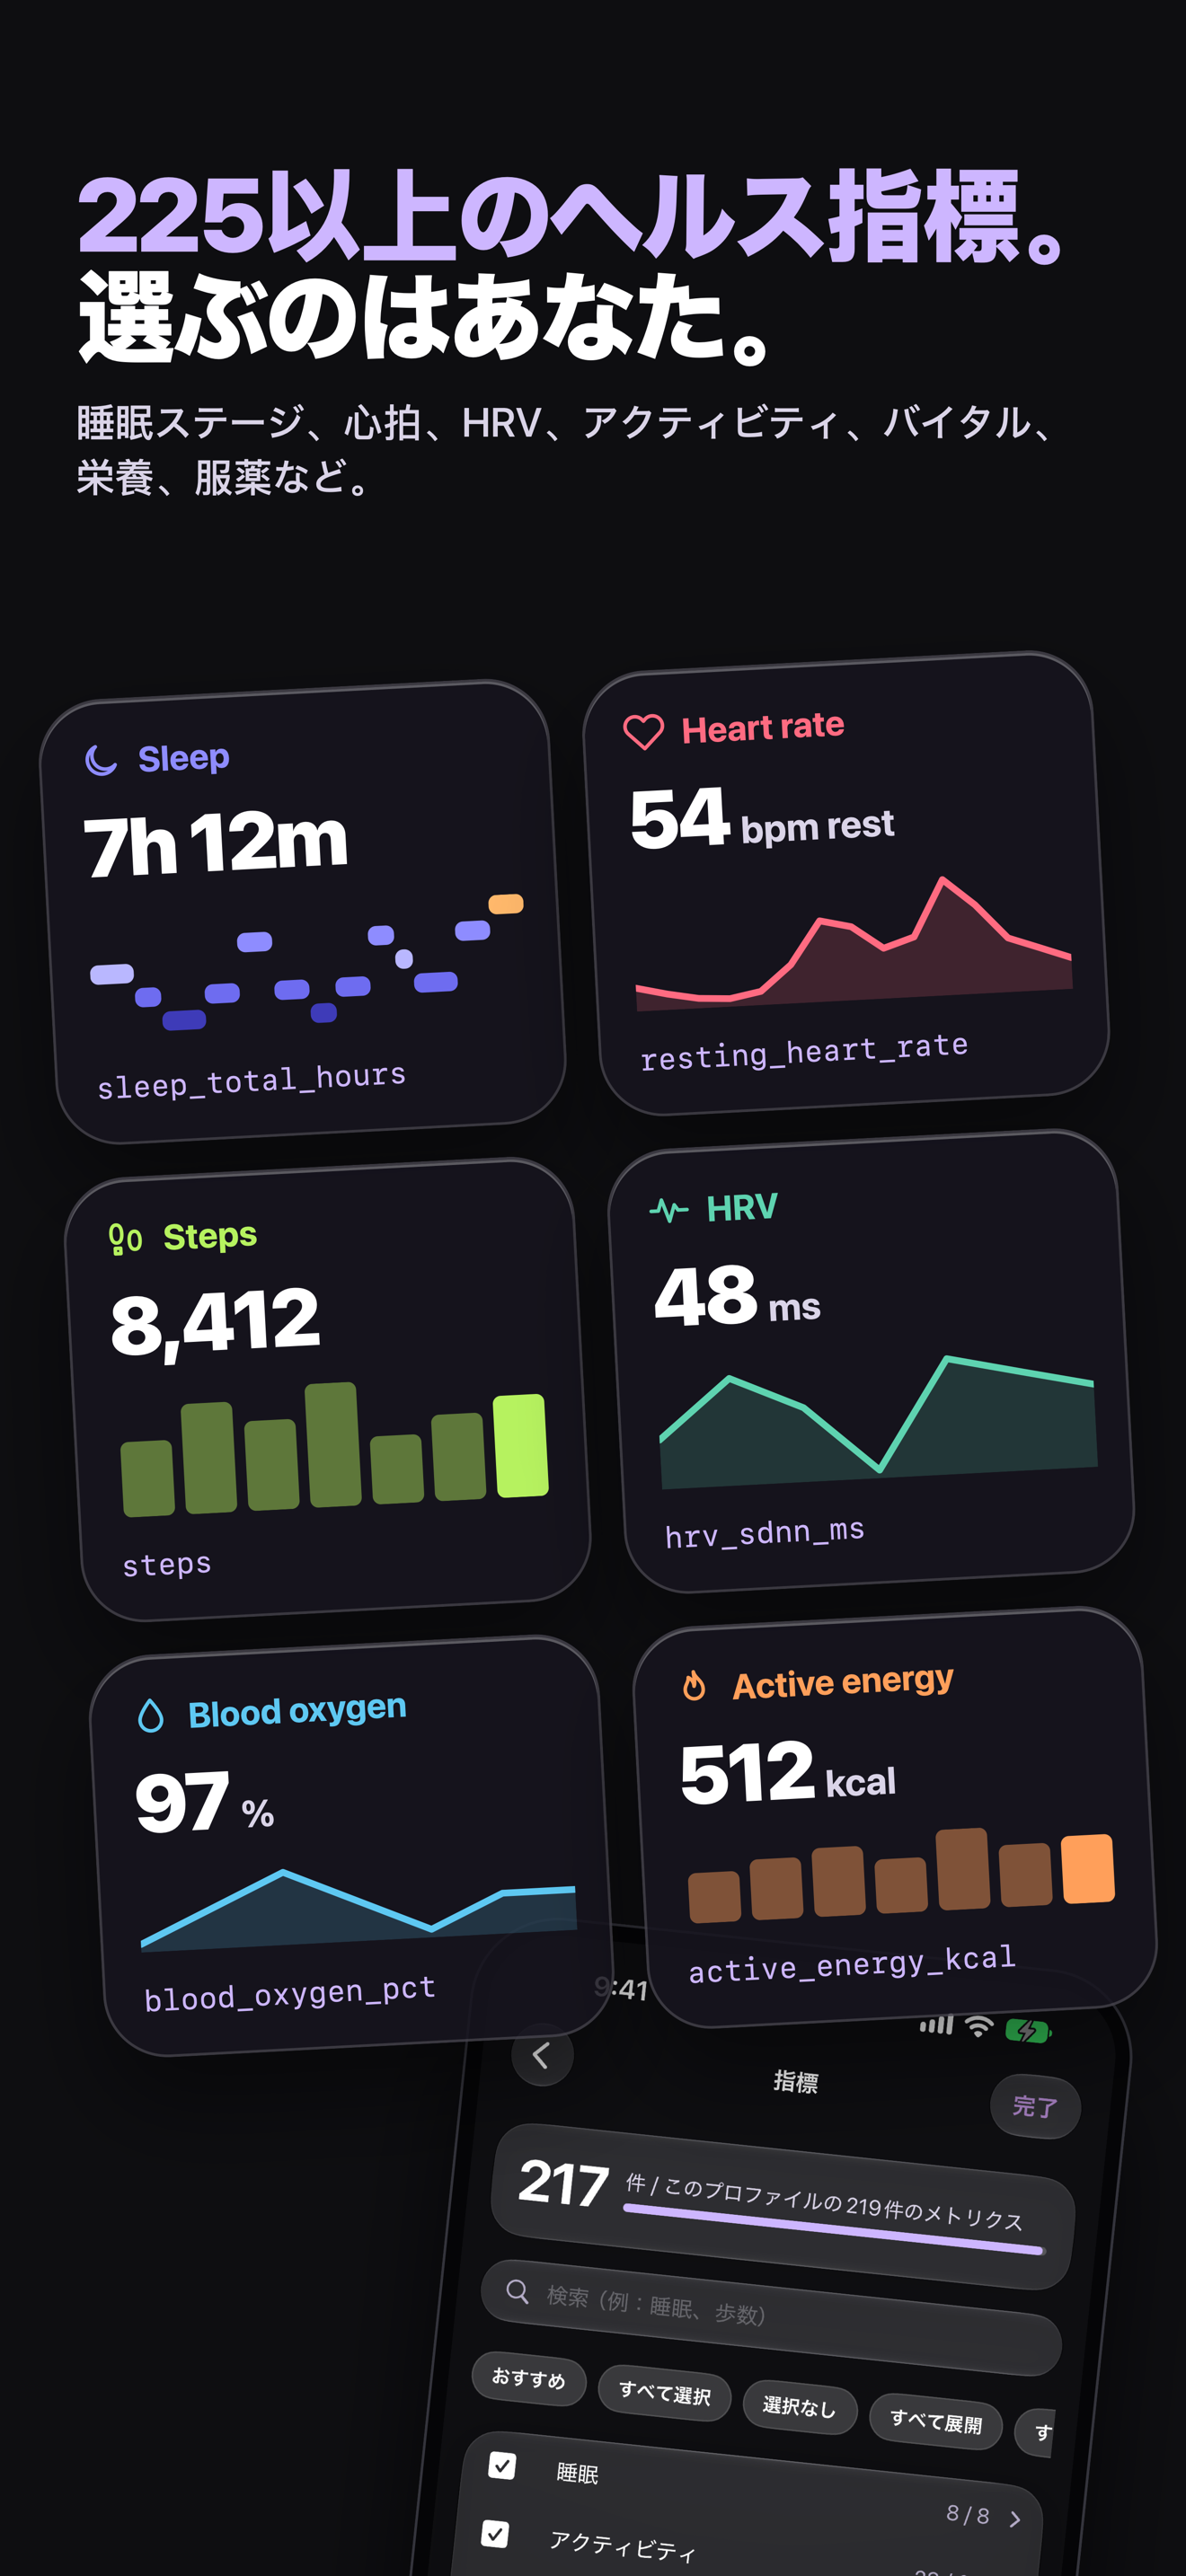 225以上のヘルス指標。
選ぶのはあなた。
睡眠ステージ、心拍、HRV、アクティビティ、バイタル、
栄養、服薬など。
Sleep
7h 12m
sleep_total_hours
Heart rate
54 bpm rest
resting_heart_rate
Steps
8,412
steps
HRV
48 ms
hrv_sdnn_ms
Blood oxygen
97 %
blood_oxygen_pct
Active energy
512 kcal
active_energy_kcal
9:41
指標
完了
217 件 / このプロファイルの219件のメトリクス
検索（例：睡眠、歩数）
おすすめ
すべて選択
選択なし
すべて展開
す
睡眠
8 / 8
アクティビティ